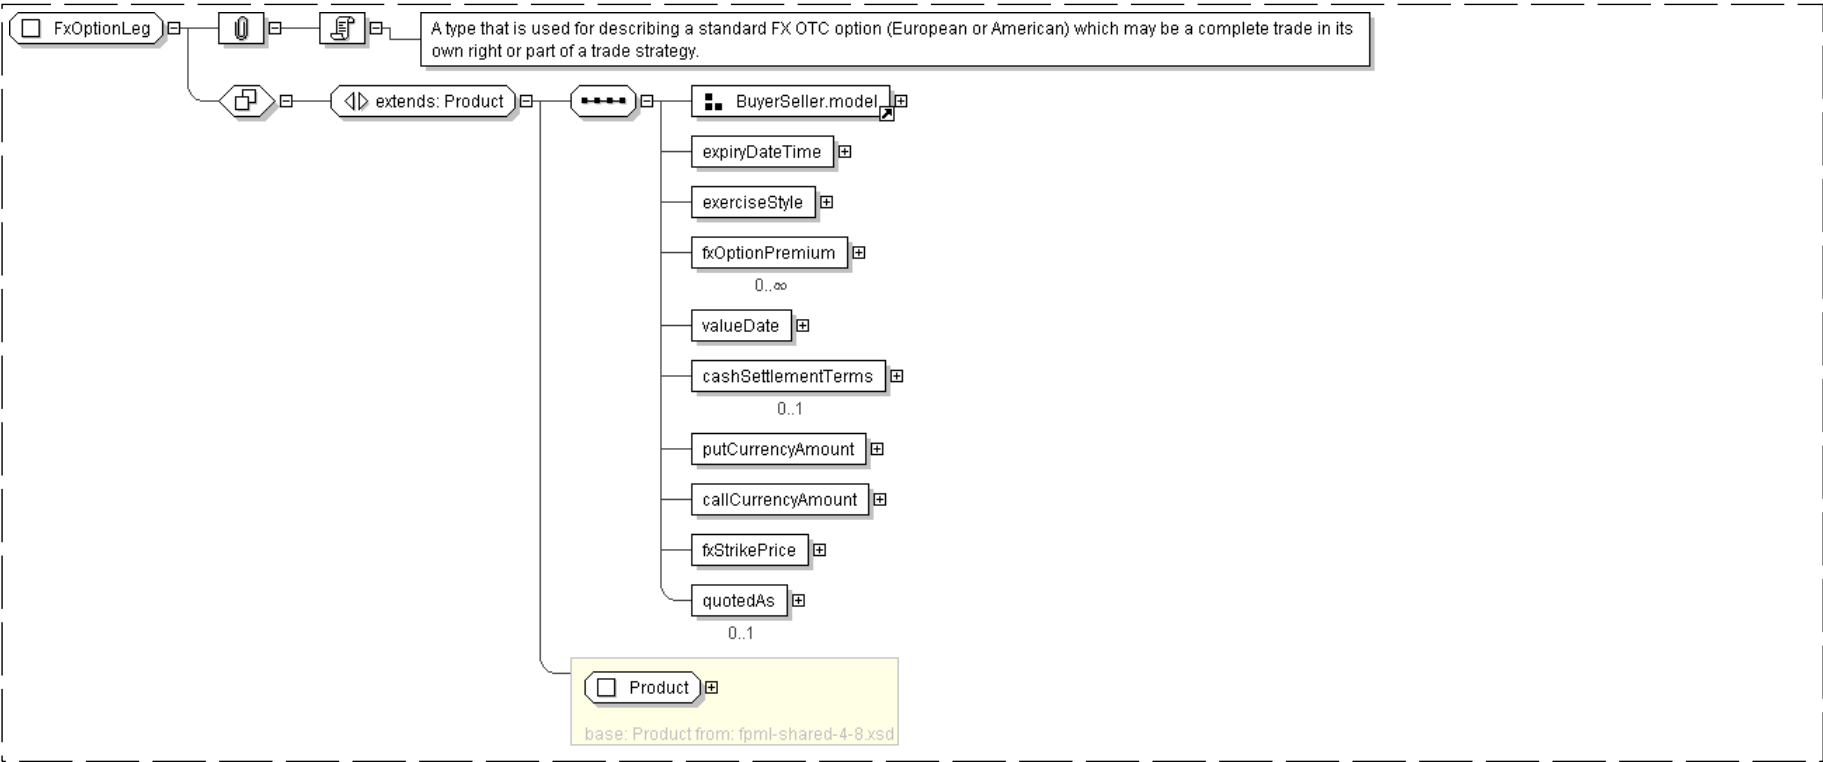 FxOptionLeg
A type that is used for describing a standard FX OTC option (European or American) which may be a complete trade in its
own right or part of a trade strategy.
extends: Product
BuyerSeller.model
expiryDateTime
exerciseStyle
fxOptionPremium
0..∞
valueDate
cashSettlementTerms
0..1
putCurrencyAmount
callCurrencyAmount
fxStrikePrice
quotedAs
0..1
Product
base: Product from: fpml-shared-4-8.xsd